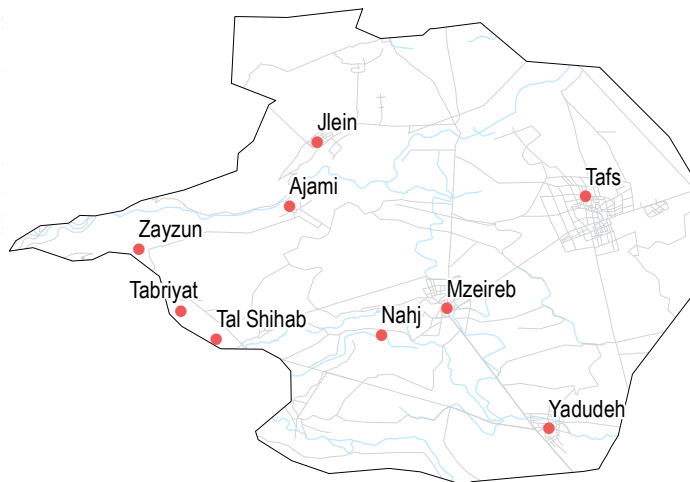 Jlein
Tafs
Ajami
Zayzun
Tabriyat
Mzeireb
Tal Shihab
Nahj
Yadudeh